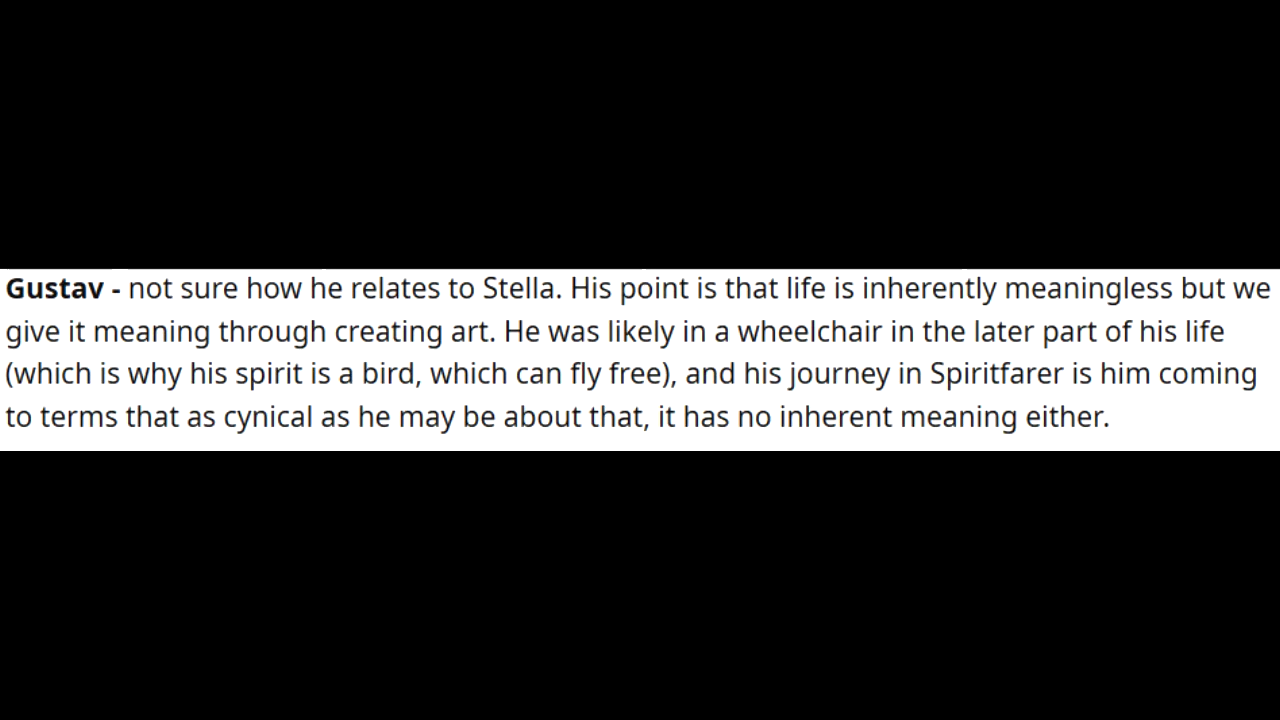 Gustav - not sure how he relates to Stella. His point is that life is inherently meaningless but we
give it meaning through creating art. He was likely in a wheelchair in the later part of his life
(which is why his spirit is a bird, which can fly free), and his journey in Spiritfarer is him coming
to terms that as cynical as he may be about that, it has no inherent meaning either.